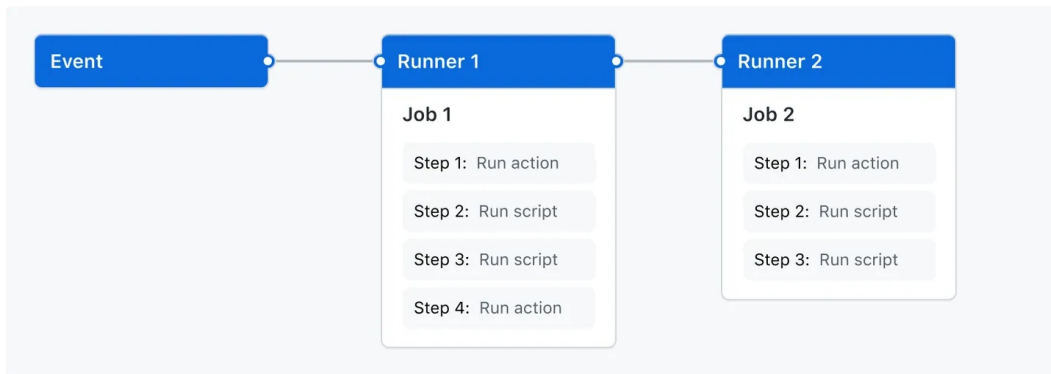 Event
Runner 1
Job 1
Step 1: Run action
Step 2: Run script
Step 3: Run script
Step 4: Run action
Runner 2
Job 2
Step 1: Run action
Step 2: Run script
Step 3: Run script